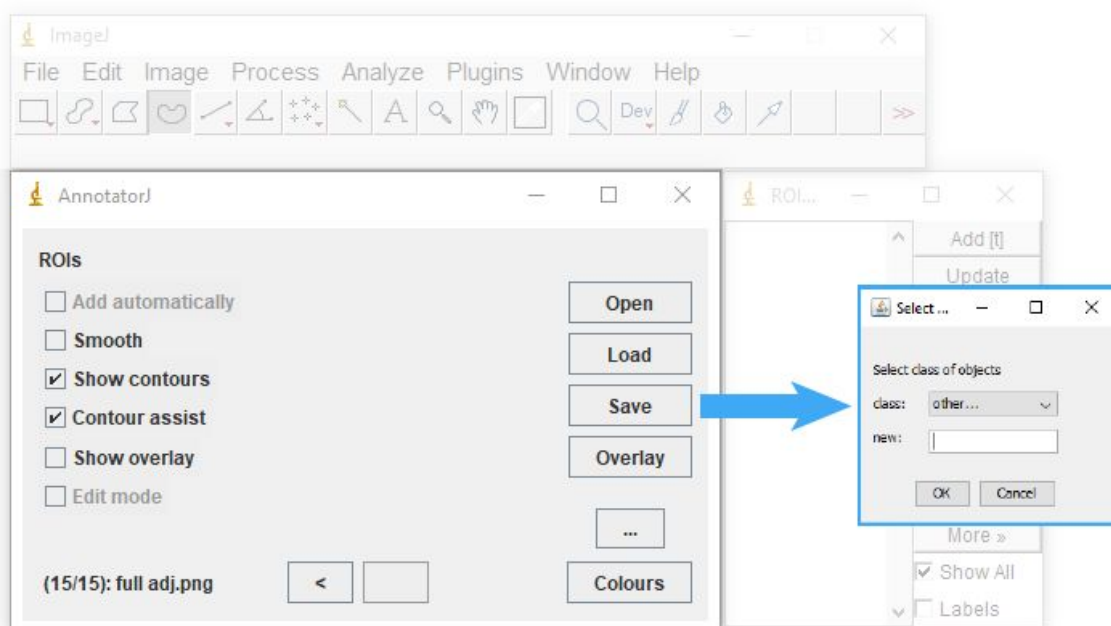 ImageJ
File Edit Image Process Analyze Plugins Window Help
A Dev >>
AnnotatorJ
ROI...
ROIs
Add automatically
Smooth
Show contours
Contour assist
Show overlay
Edit mode
Open
Load
Save
Overlay
...
(15/15): full adj.png < Colours
Add [t]
Update
Select ...
Select class of objects
class: other...
new:
OK Cancel
More »
Show All
Labels